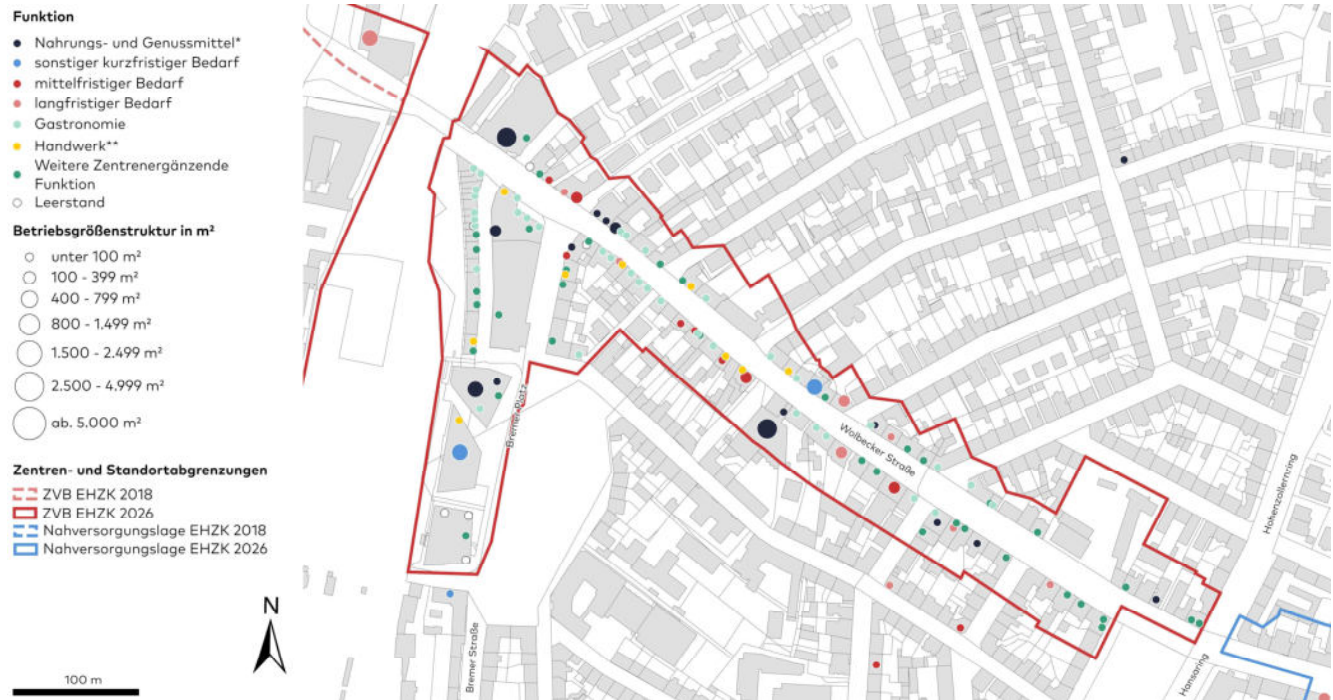 Funktion
Nahrungs- und Genussmittel*
sonstiger kurzfristiger Bedarf
mittelfristiger Bedarf
langfristiger Bedarf
Gastronomie
Handwerk**
Weitere Zentrenergänzende
Funktion
Leerstand
Betriebsgrößenstruktur in m²
unter 100 m²
100 - 399 m²
400 - 799 m²
800 - 1.499 m²
1.500 - 2.499 m²
2.500 - 4.999 m²
ab. 5.000 m²
Zentren- und Standortabgrenzungen
ZVB EHZK 2018
ZVB EHZK 2026
Nahversorgungslage EHZK 2018
Nahversorgungslage EHZK 2026
N
100 m
Bremer Platz
Wolbecker Straße
Hohenzollernring
Bremer Straße
Hansaring